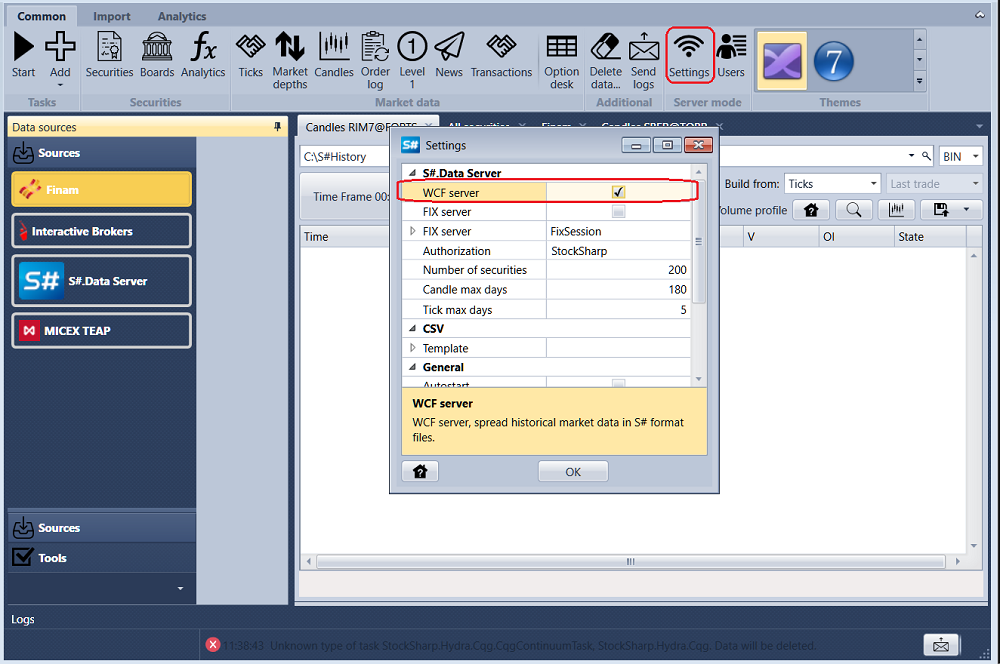 Common Import Analytics
Start Add Securities Boards Analytics Ticks Market depths Candles Order log Level 1 News Transactions Option desk Delete data... Send logs Settings Users
Tasks Securities Market data Additional Server mode Themes
Data sources
Sources
Finam
Interactive Brokers
S# S#.Data Server
MICEX TEAP
Sources
Tools
Candles RIM7@FORTS All securities Finam Candles SBER@TQBR
C:\S#History BIN
Time Frame 00: Build from: Ticks Last trade
Volume profile
Time V OI State
S# Settings
S#.Data Server
WCF server
FIX server
FIX server FixSession
Authorization StockSharp
Number of securities 200
Candle max days 180
Tick max days 5
CSV
Template
General
Autostart
WCF server
WCF server, spread historical market data in S# format
files.
OK
Logs
11:38:43 Unknown type of task StockSharp.Hydra.Cqg.CqgContinuumTask, StockSharp.Hydra.Cqg. Data will be deleted.